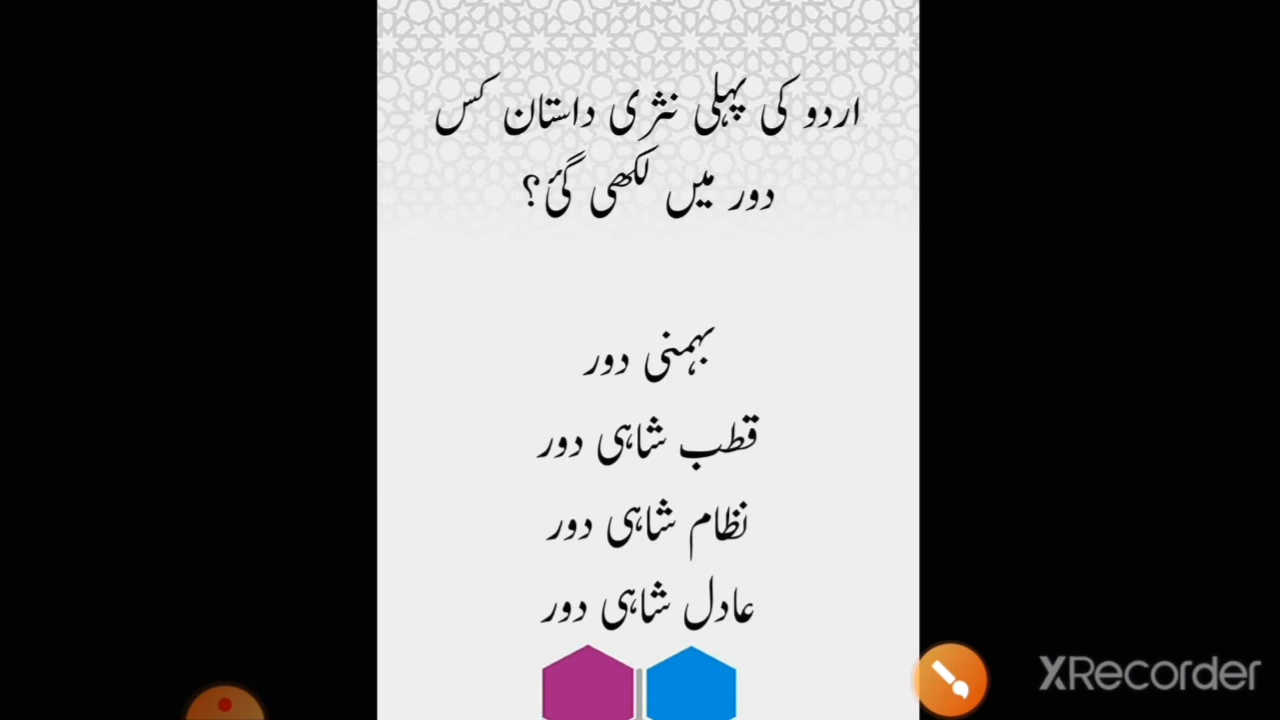 اردو کی پہلی نثری داستان کس
دور میں لکھی گئ؟
بہمنی دور
قطب شاہی دور
نظام شاہی دور
عادل شاہی دور
XRecorder